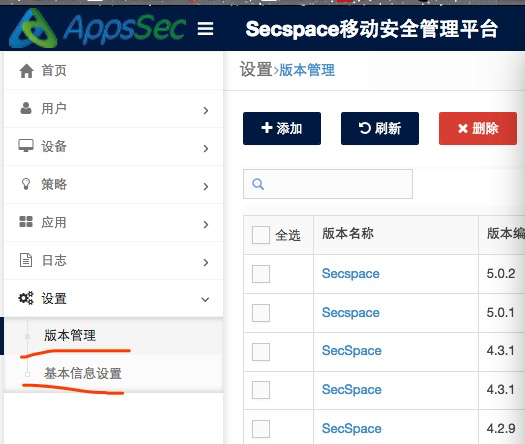 AppsSec
Secspace移动安全管理平台
首页
用户
设备
策略
应用
日志
设置
版本管理
基本信息设置
设置>版本管理
添加
刷新
删除
全选 版本名称 版本编
Secspace 5.0.2
Secspace 5.0.1
SecSpace 4.3.1
SecSpace 4.3.1
SecSpace 4.2.9